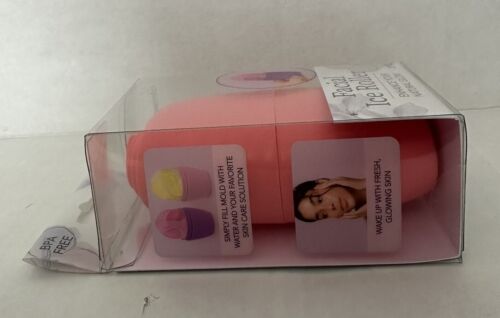 Facial
Ice Roller
SIMPLY FILL MOLD WITH
WATER AND YOUR FAVORITE
SKIN CARE SOLUTION
WAKE UP WITH FRESH,
GLOWING SKIN
BPA
FREE